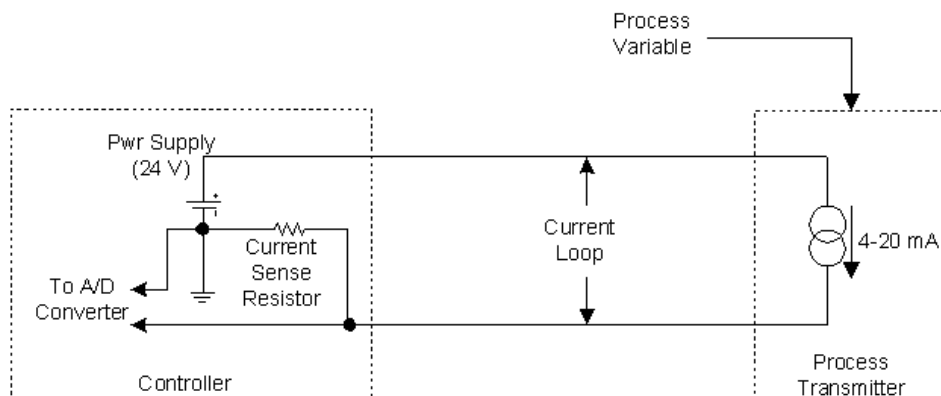 Process
Variable
Pwr Supply
(24 V)
+
Current
Sense
Resistor
To A/D
Converter
Controller
Current
Loop
4-20 mA
Process
Transmitter